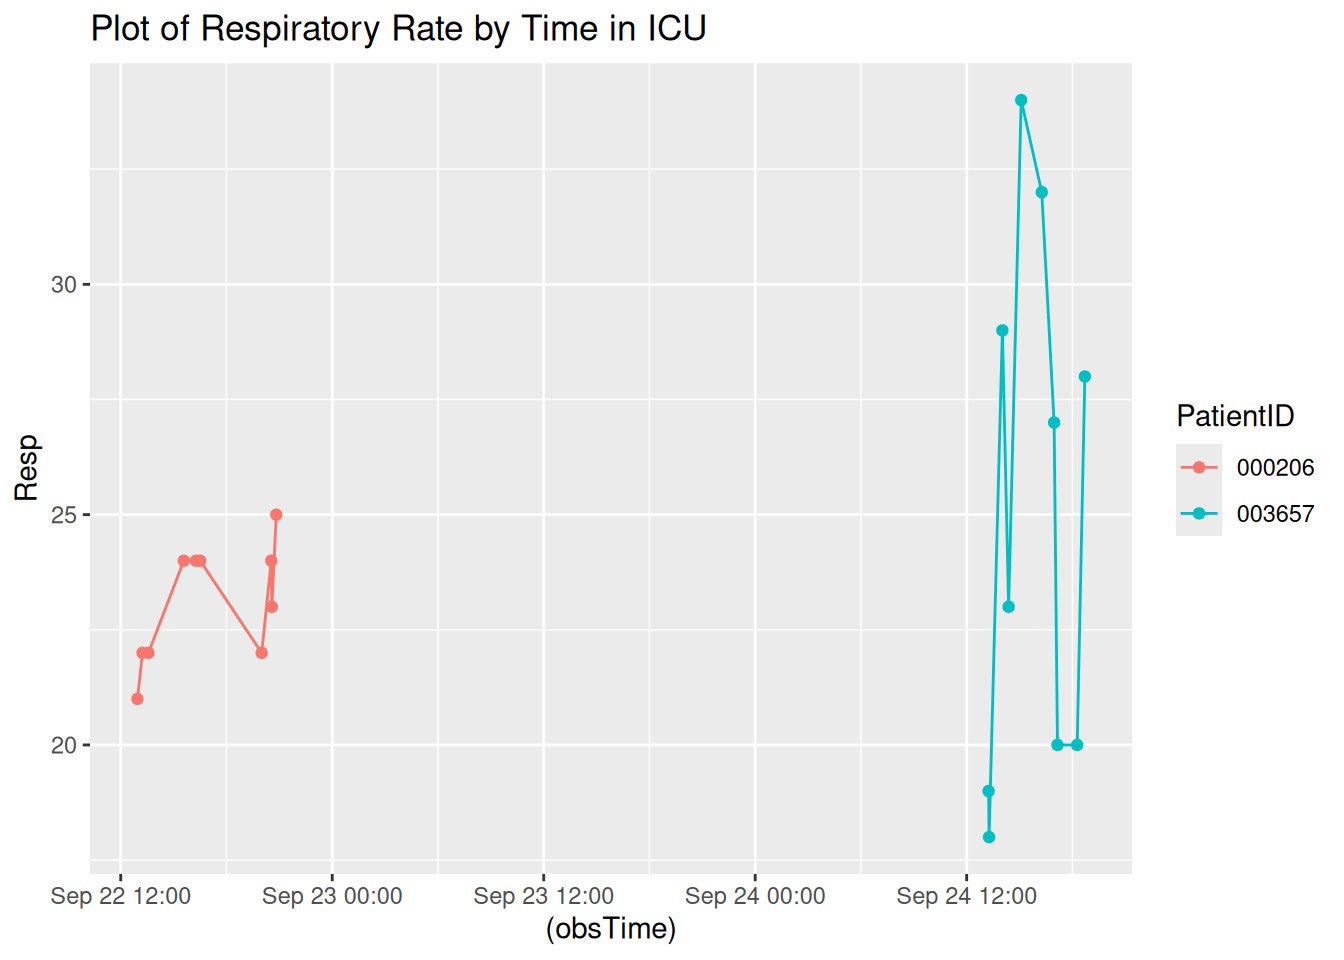 Plot of Respiratory Rate by Time in ICU
Resp
30
25
20
Sep 22 12:00
Sep 23 00:00
Sep 23 12:00
Sep 24 00:00
Sep 24 12:00
(obsTime)
PatientID
000206
003657